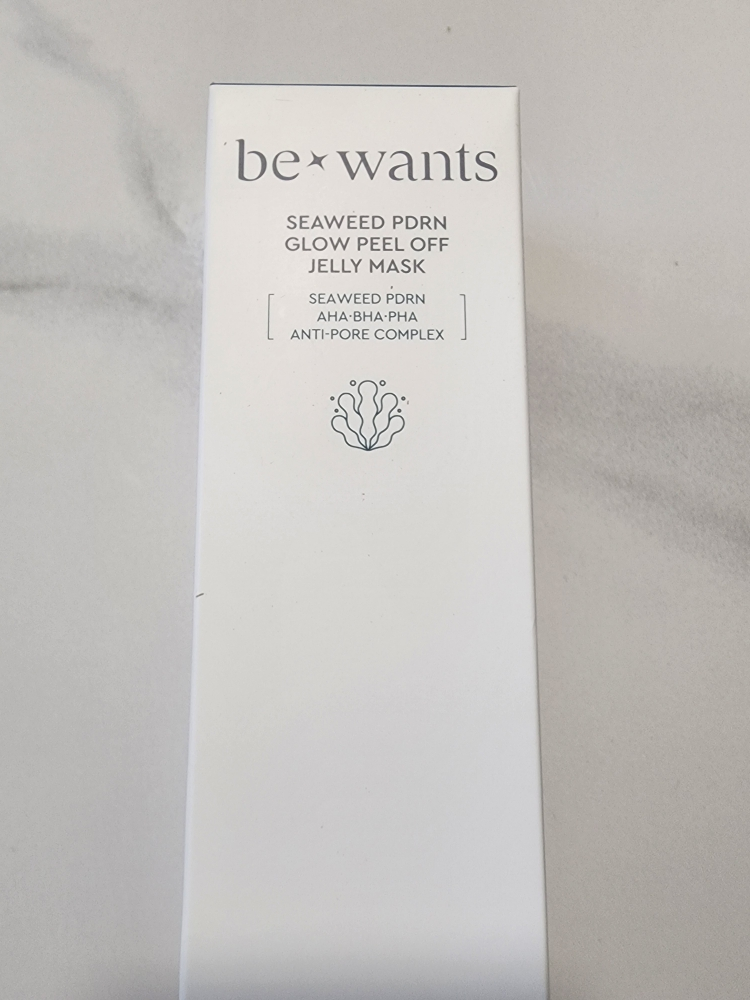 be wants
SEAWEED PDRN
GLOW PEEL OFF
JELLY MASK
SEAWEED PDRN
AHA·BHA·PHA
ANTI-PORE COMPLEX